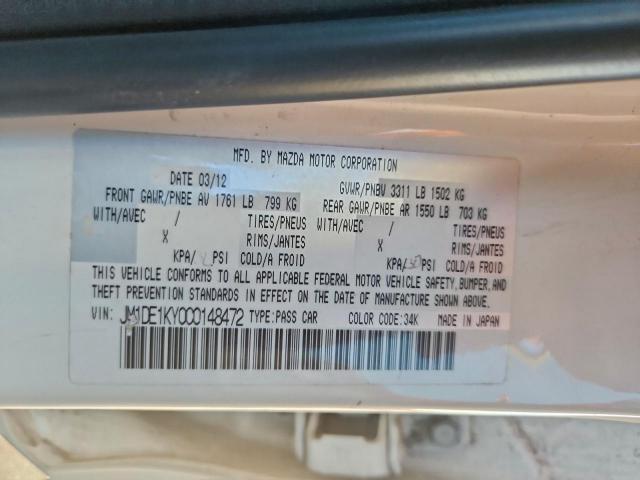 MFD. BY MAZDA MOTOR CORPORATION
DATE 03/12 GVWR/PNBV 3311 LB 1502 KG
FRONT GAWR/PNBE AV 1761 LB 799 KG REAR GAWR/PNBE AR 1550 LB 703 KG
WITH/AVEC / TIRES/PNEUS WITH/AVEC / TIRES/PNEUS
X RIMS/JANTES X RIMS/JANTES
KPA/ PSI COLD/A FROID KPA/ PSI COLD/A FROID
THIS VEHICLE CONFORMS TO ALL APPLICABLE FEDERAL MOTOR VEHICLE SAFETY, BUMPER, AND
THEFT PREVENTION STANDARDS IN EFFECT ON THE DATE OF MANUFACTURE SHOWN ABOVE.
VIN: JM1DE1KY0C0148472 TYPE: PASS CAR COLOR CODE: 34K MADE IN JAPAN